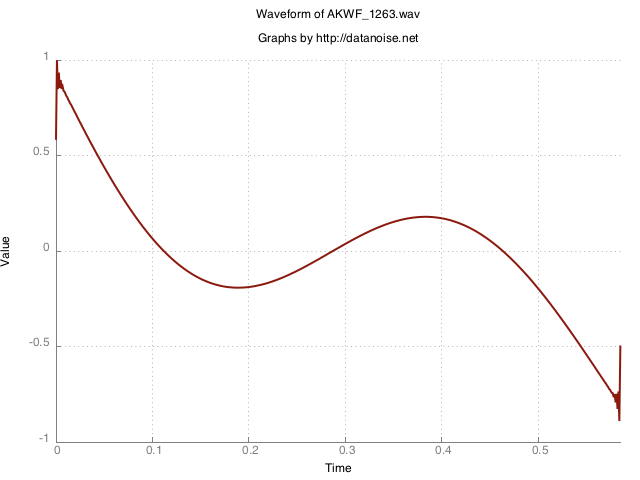 Waveform of AKWF_1263.wav
Graphs by http://datanoise.net
1
0.5
0
-0.5
-1
Value
0 0.1 0.2 0.3 0.4 0.5
Time